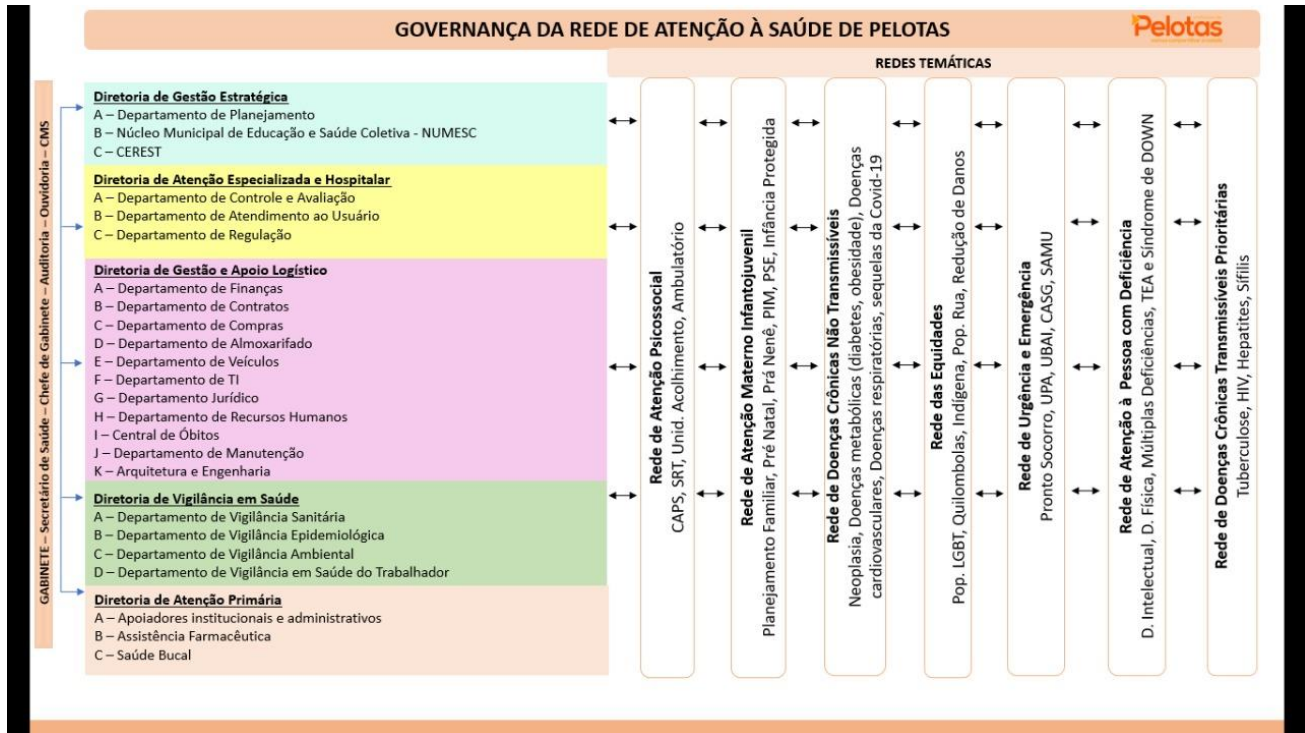 GOVERNANÇA DA REDE DE ATENÇÃO À SAÚDE DE PELOTAS
Pelotas
REDES TEMÁTICAS
GABINETE – Secretário de Saúde – Chefe de Gabinete – Auditoria – Ouvidoria – CMS
Diretoria de Gestão Estratégica
A – Departamento de Planejamento
B – Núcleo Municipal de Educação e Saúde Coletiva - NUMESC
C – CEREST
Diretoria de Atenção Especializada e Hospitalar
A – Departamento de Controle e Avaliação
B – Departamento de Atendimento ao Usuário
C – Departamento de Regulação
Diretoria de Gestão e Apoio Logístico
A – Departamento de Finanças
B – Departamento de Contratos
C – Departamento de Compras
D – Departamento de Almoxarifado
E – Departamento de Veículos
F – Departamento de TI
G – Departamento Jurídico
H – Departamento de Recursos Humanos
I – Central de Óbitos
J – Departamento de Manutenção
K – Arquitetura e Engenharia
Diretoria de Vigilância em Saúde
A – Departamento de Vigilância Sanitária
B – Departamento de Vigilância Epidemiológica
C – Departamento de Vigilância Ambiental
D – Departamento de Vigilância em Saúde do Trabalhador
Diretoria de Atenção Primária
A – Apoiadores institucionais e administrativos
B – Assistência Farmacêutica
C – Saúde Bucal
Rede de Atenção Psicossocial
CAPS, SRT, Unid. Acolhimento, Ambulatório
Rede de Atenção Materno Infantojuvenil
Planejamento Familiar, Pré Natal, Prá Nenê, PIM, PSE, Infância Protegida
Rede de Doenças Crônicas Não Transmissíveis
Neoplasia, Doenças metabólicas (diabetes, obesidade), Doenças
cardiovasculares, Doenças respiratórias, sequelas da Covid-19
Rede das Equidades
Pop. LGBT, Quilombolas, Indígena, Pop. Rua, Redução de Danos
Rede de Urgência e Emergência
Pronto Socorro, UPA, UBAI, CASG, SAMU
Rede de Atenção à Pessoa com Deficiência
D. Intelectual, D. Física, Múltiplas Deficiências, TEA e Síndrome de DOWN
Rede de Doenças Crônicas Transmissíveis Prioritárias
Tuberculose, HIV, Hepatites, Sífilis